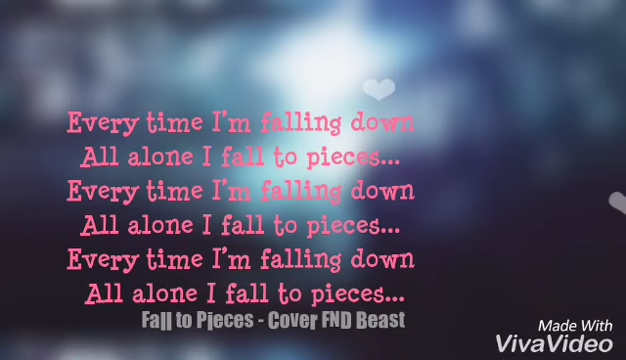 Every time I'm falling down
All alone I fall to pieces...
Every time I'm falling down
All alone I fall to pieces...
Every time I'm falling down
All alone I fall to pieces...
Fall to Pieces - Cover FND Beast
Made With
VivaVideo